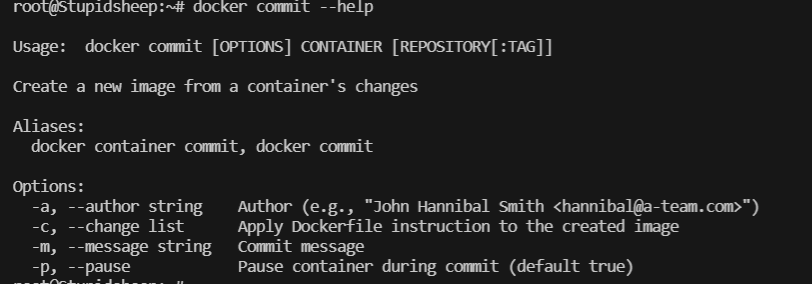 root@Stupidsheep:~# docker commit --help
Usage:  docker commit [OPTIONS] CONTAINER [REPOSITORY[:TAG]]
Create a new image from a container's changes
Aliases:
  docker container commit, docker commit
Options:
  -a, --author string    Author (e.g., "John Hannibal Smith <hannibal@a-team.com>")
  -c, --change list      Apply Dockerfile instruction to the created image
  -m, --message string   Commit message
  -p, --pause            Pause container during commit (default true)
root@Stupidsheep:~#